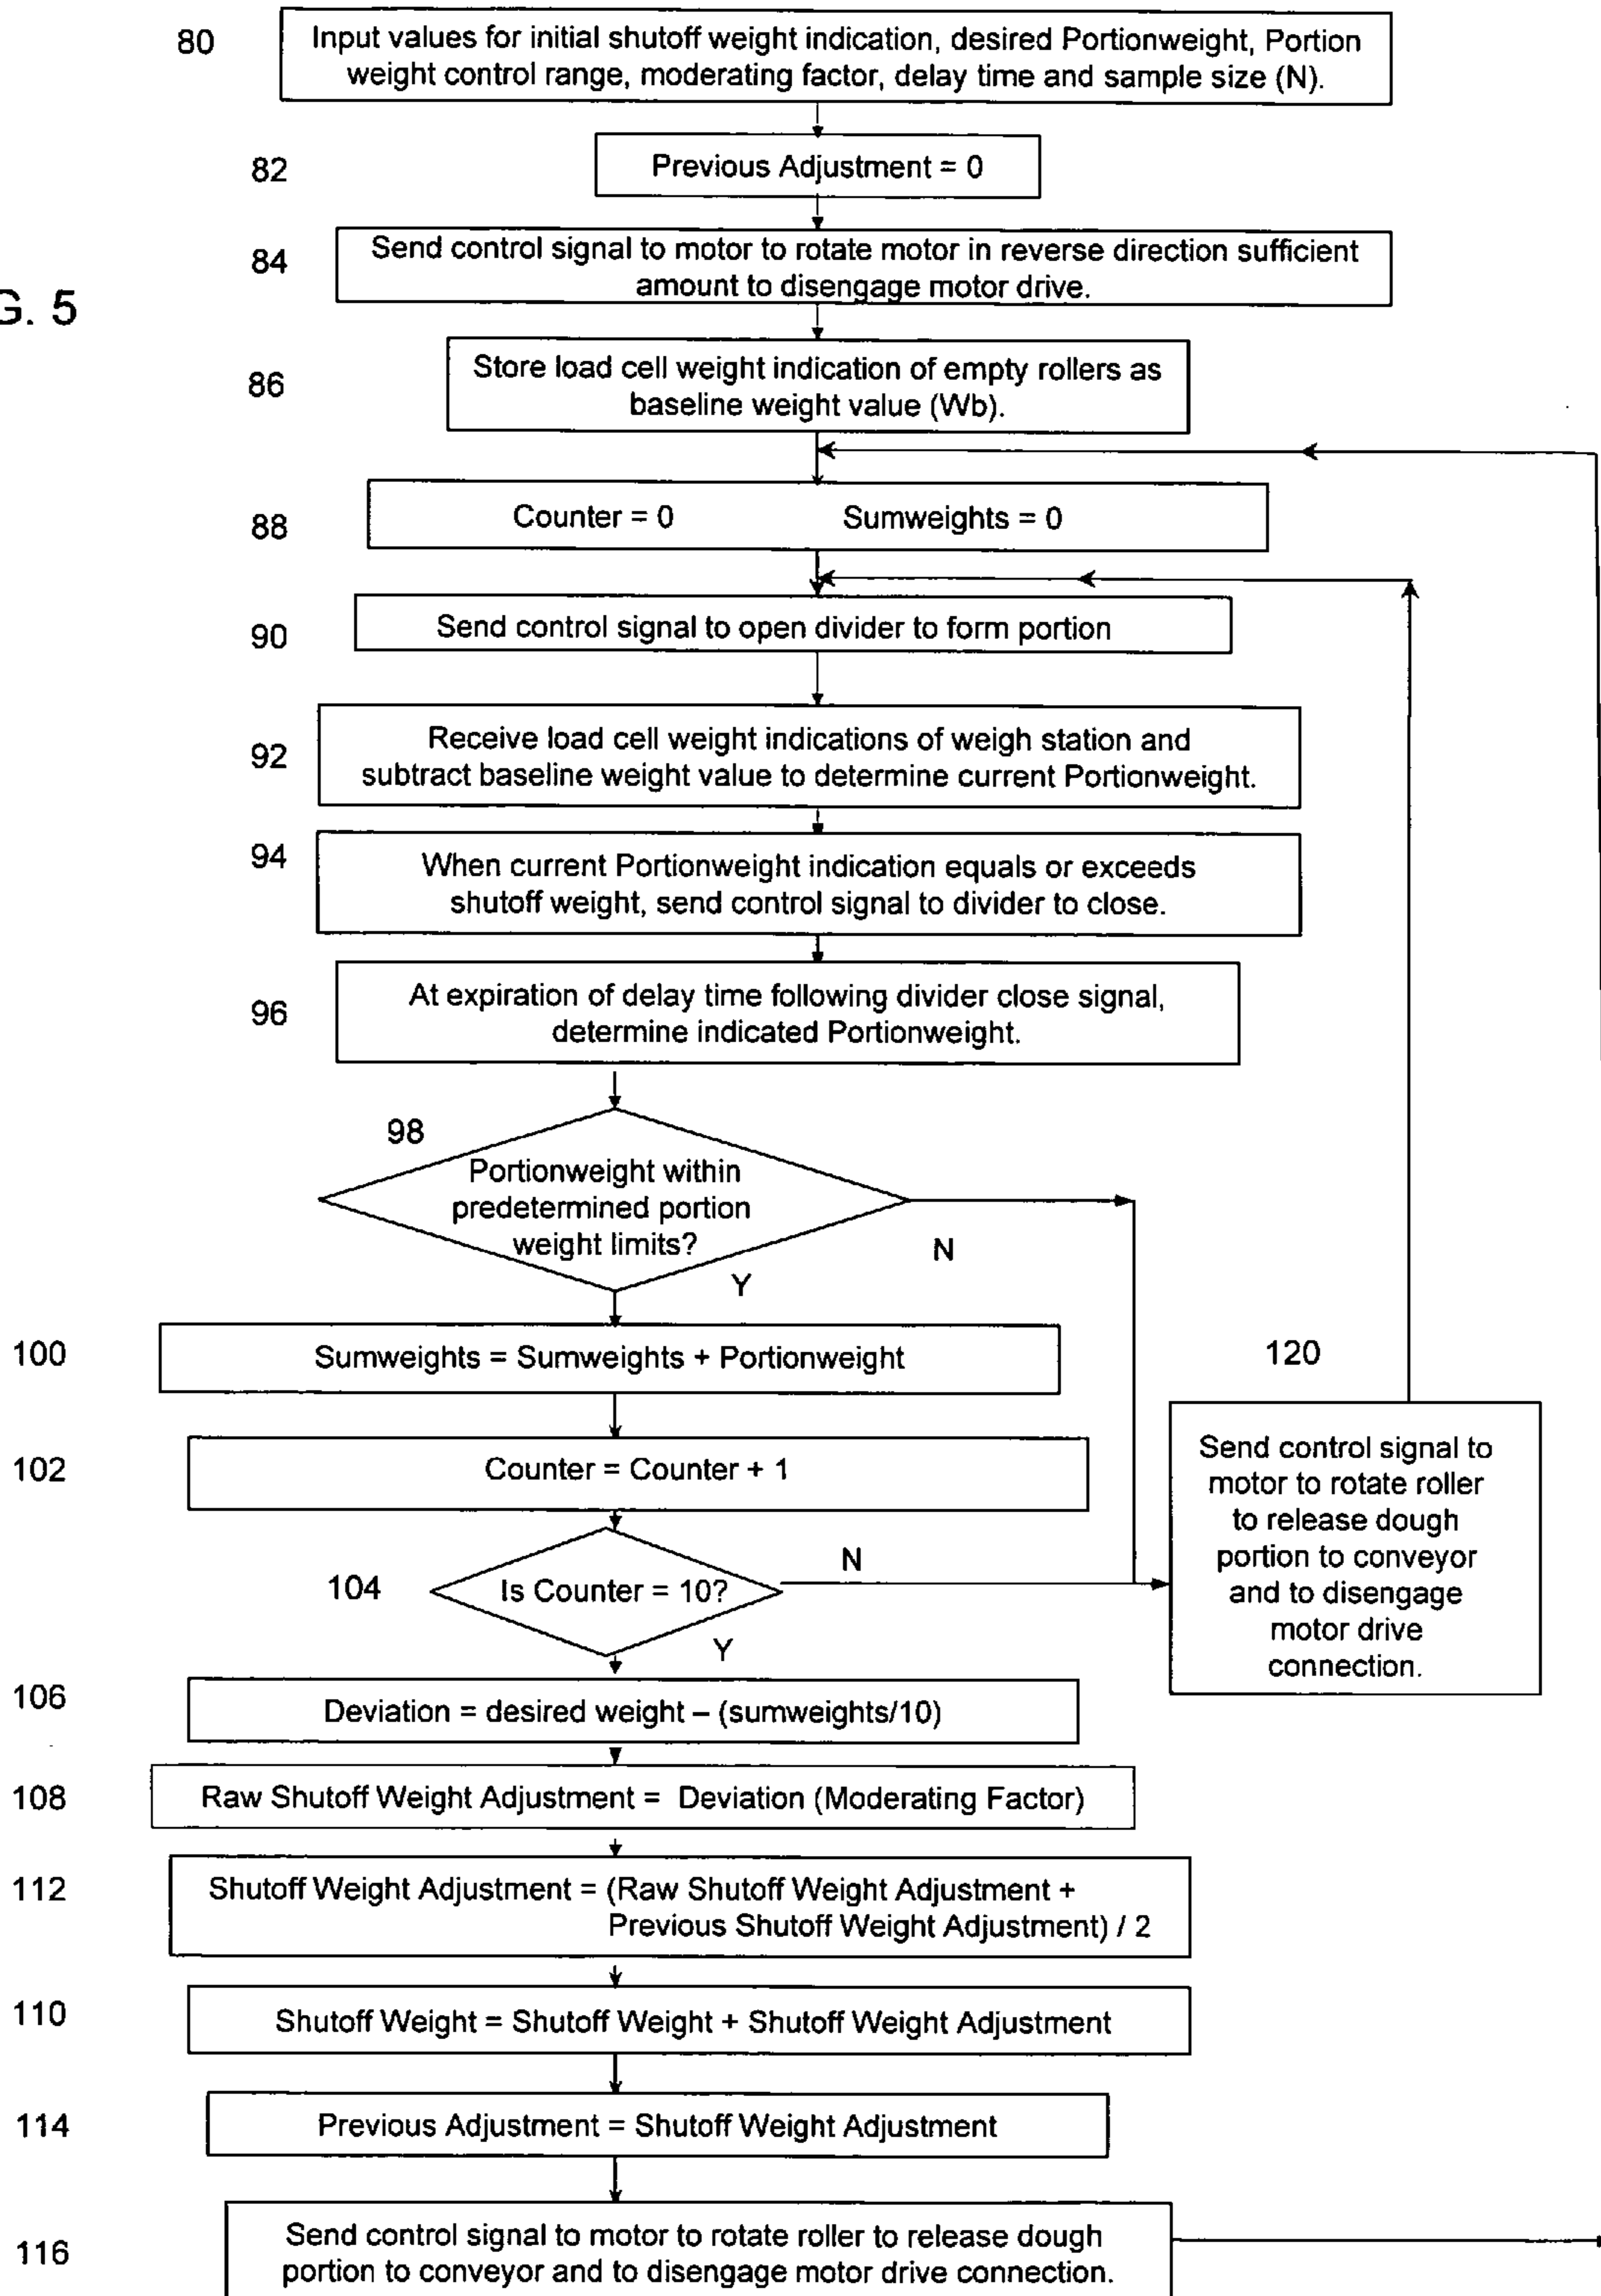 80
Input values for initial shutoff weight indication, desired Portionweight, Portion
weight control range, moderating factor, delay time and sample size (N).
82
Previous Adjustment = 0
84
Send control signal to motor to rotate motor in reverse direction sufficient
amount to disengage motor drive.
G. 5
86
Store load cell weight indication of empty rollers as
baseline weight value (Wb).
88
Counter = 0 Sumweights = 0
90
Send control signal to open divider to form portion
92
Receive load cell weight indications of weigh station and
subtract baseline weight value to determine current Portionweight.
94
When current Portionweight indication equals or exceeds
shutoff weight, send control signal to divider to close.
96
At expiration of delay time following divider close signal,
determine indicated Portionweight.
98
Portionweight within
predetermined portion
weight limits?
N
Y
100
Sumweights = Sumweights + Portionweight
120
Send control signal to
motor to rotate roller
to release dough
portion to conveyor
and to disengage
motor drive
connection.
102
Counter = Counter + 1
104
Is Counter = 10?
N
Y
106
Deviation = desired weight – (sumweights/10)
108
Raw Shutoff Weight Adjustment = Deviation (Moderating Factor)
112
Shutoff Weight Adjustment = (Raw Shutoff Weight Adjustment +
Previous Shutoff Weight Adjustment) / 2
110
Shutoff Weight = Shutoff Weight + Shutoff Weight Adjustment
114
Previous Adjustment = Shutoff Weight Adjustment
116
Send control signal to motor to rotate roller to release dough
portion to conveyor and to disengage motor drive connection.